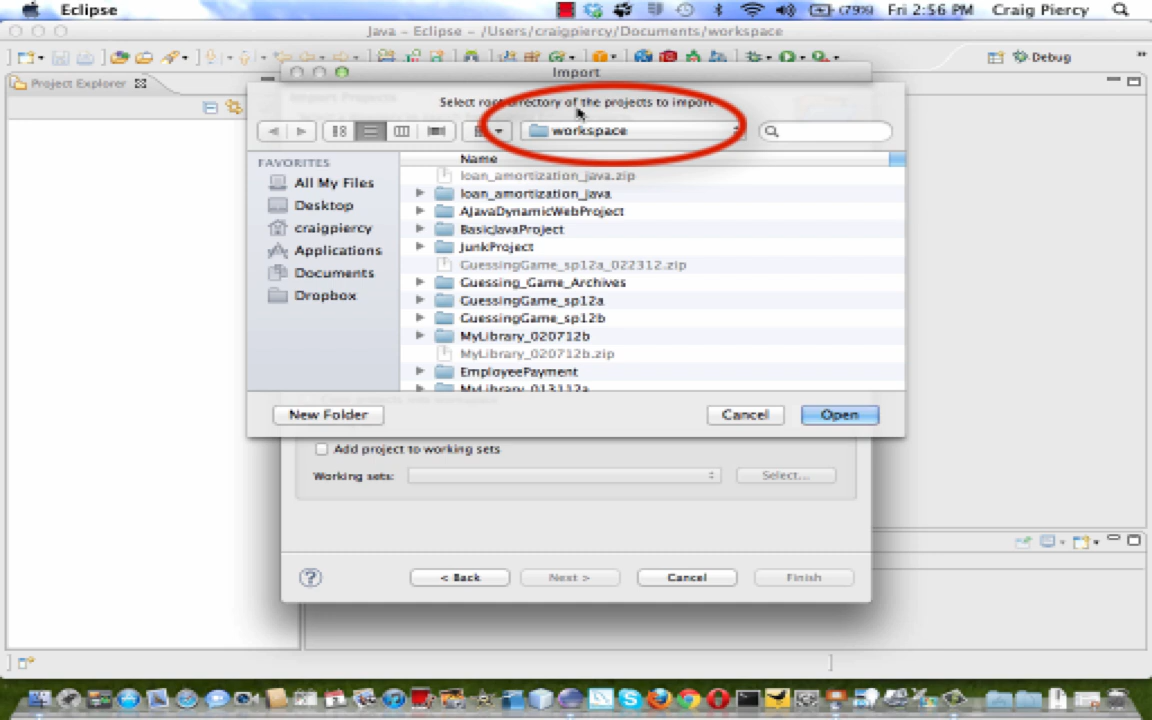 Eclipse
(79%) Fri 2:56 PM Craig Piercy
Java – Eclipse – /Users/craigpiercy/Documents/workspace
Debug
Project Explorer
Import
Select root directory of the projects to import
workspace
FAVORITES
All My Files
Desktop
craigpiercy
Applications
Documents
Dropbox
Name
loan_amortization_java.zip
loan_amortization_java
AJavaDynamicWebProject
BasicJavaProject
JunkProject
GuessingGame_sp12a_022312.zip
Guessing_Game_Archives
GuessingGame_sp12a
GuessingGame_sp12b
MyLibrary_020712b
MyLibrary_020712b.zip
EmployeePayment
MyLibrary_013112a
New Folder
Cancel
Open
Add project to working sets
Working sets:
Select...
< Back
Next >
Cancel
Finish